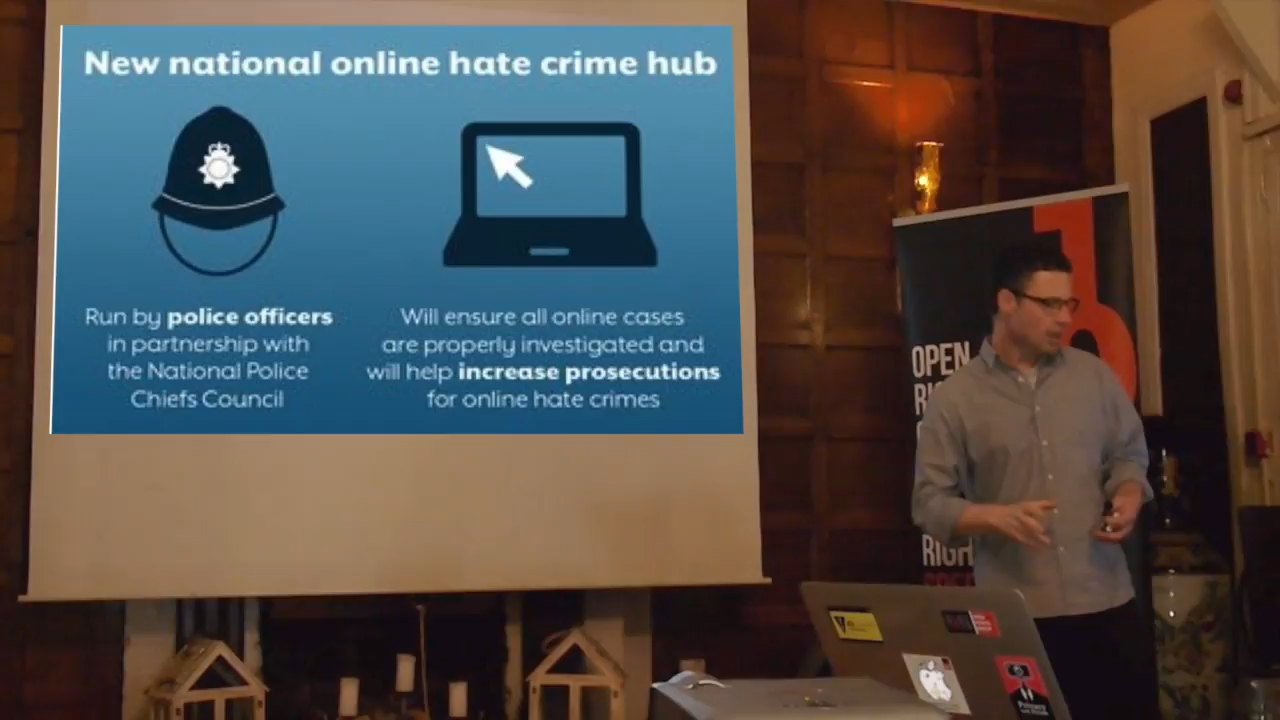 New national online hate crime hub
Run by police officers
in partnership with
the National Police
Chiefs Council
Will ensure all online cases
are properly investigated and
will help increase prosecutions
for online hate crimes
OPEN
RIGH